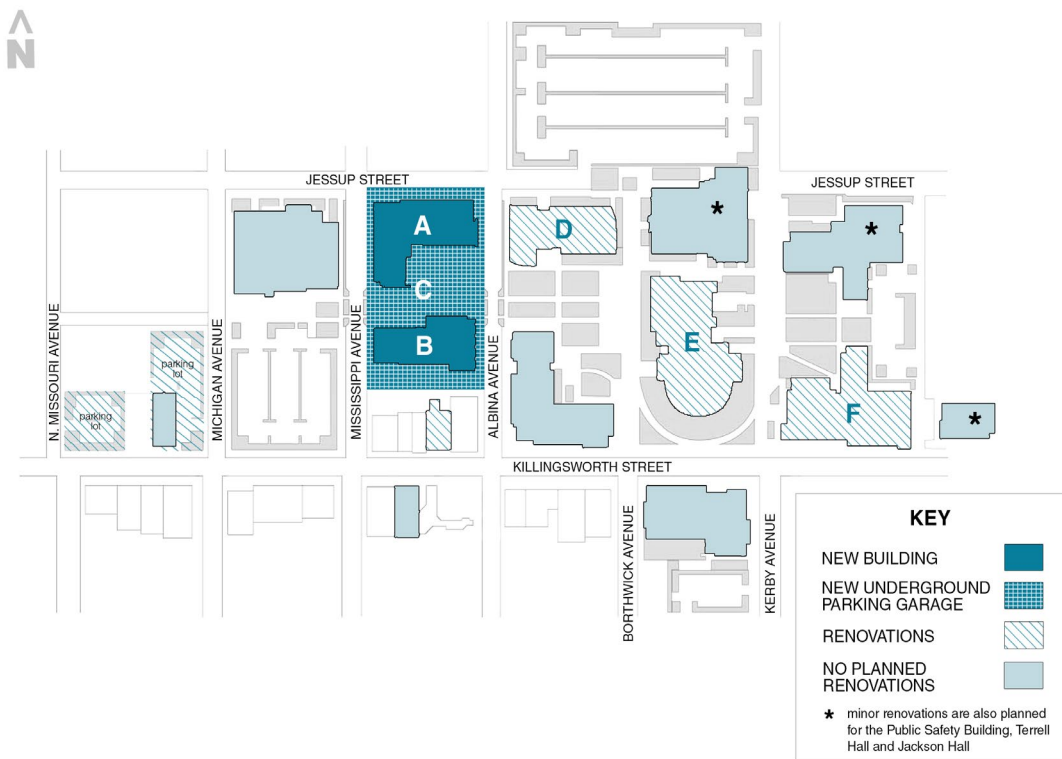 N
JESSUP STREET
JESSUP STREET
A
C
B
D
*
*
E
F
*
N. MISSOURI AVENUE
MICHIGAN AVENUE
MISSISSIPPI AVENUE
ALBINA AVENUE
parking
lot
parking
lot
KILLINGSWORTH STREET
BORTHWICK AVENUE
KERBY AVENUE
KEY
NEW BUILDING
NEW UNDERGROUND
PARKING GARAGE
RENOVATIONS
NO PLANNED
RENOVATIONS
* minor renovations are also planned
for the Public Safety Building, Terrell
Hall and Jackson Hall